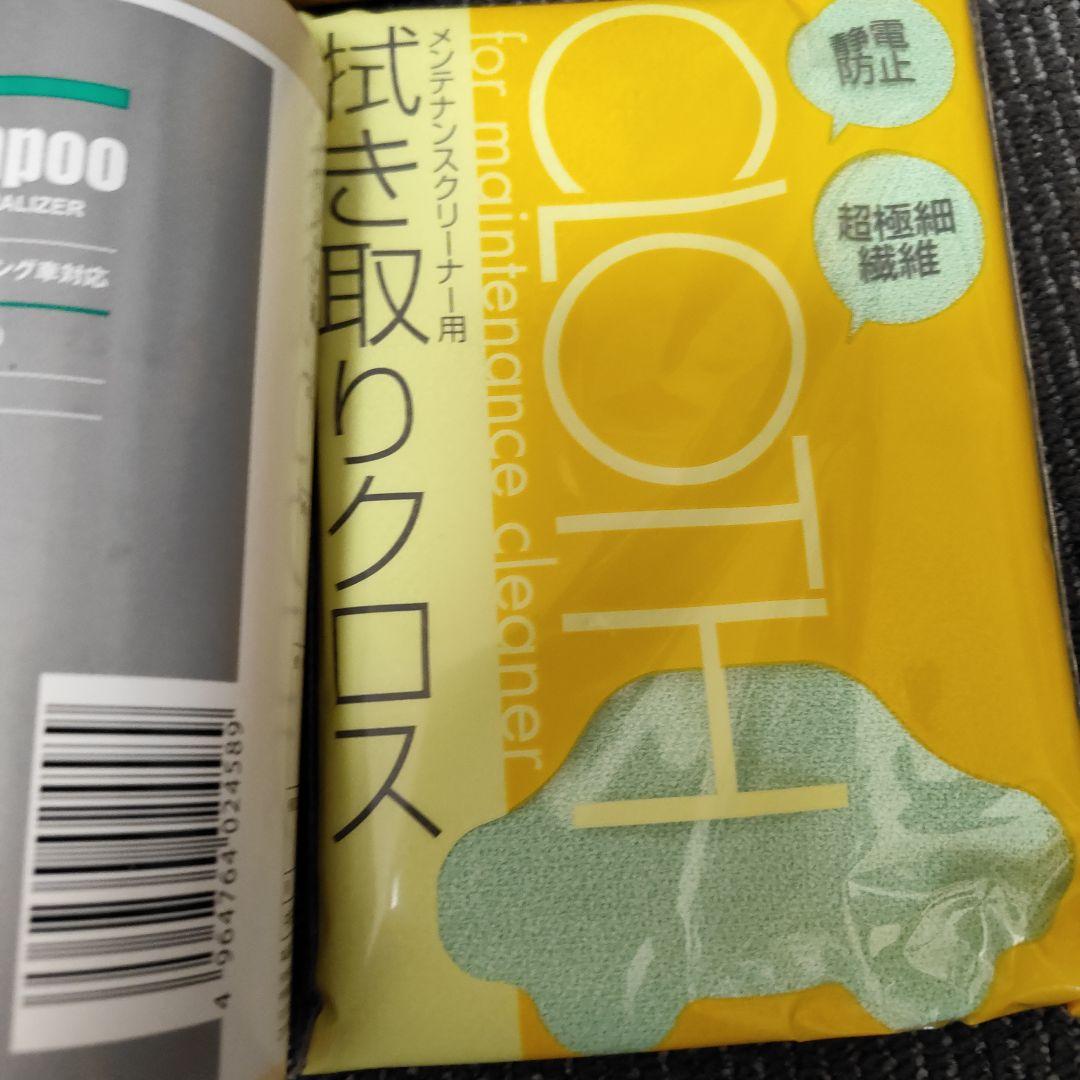 ALIZER
ング車対応
4 964764 024589
メンテナンスクリーナー用
拭き取りクロス
for maintenance cleaner
CLOTH
静電
防止
超極細
繊維